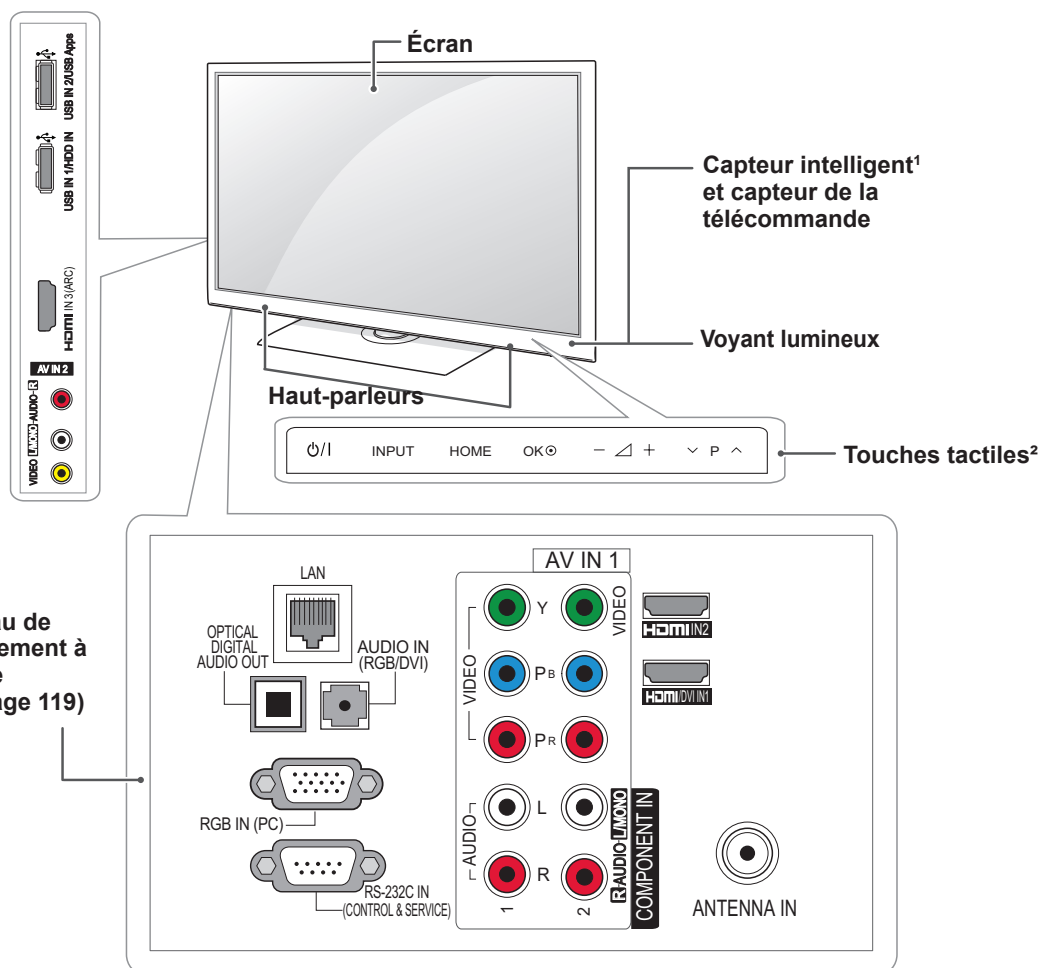 Écran
USB IN 2/USB Apps
USB IN 1/HDD IN
HDMI IN 3(ARC)
AV IN 2
VIDEO L/MONO AUDIO R
Capteur intelligent¹
et capteur de la
télécommande
Voyant lumineux
Haut-parleurs
⏻/I INPUT HOME OK⊙ − + P
Touches tactiles²
au de
ement à
e
age 119)
LAN
OPTICAL
DIGITAL
AUDIO OUT
AUDIO IN
(RGB/DVI)
RGB IN (PC)
RS-232C IN
(CONTROL & SERVICE)
AV IN 1
VIDEO
Y
PB
PR
VIDEO
AUDIO
L
R
1
2
R AUDIO L/MONO
COMPONENT IN
HDMI IN2
HDMI/DVI IN1
ANTENNA IN